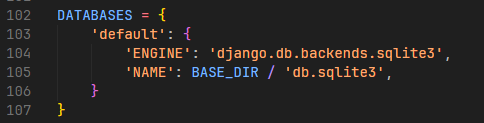 102 DATABASES = {
103     'default': {
104         'ENGINE': 'django.db.backends.sqlite3',
105         'NAME': BASE_DIR / 'db.sqlite3',
106     }
107 }